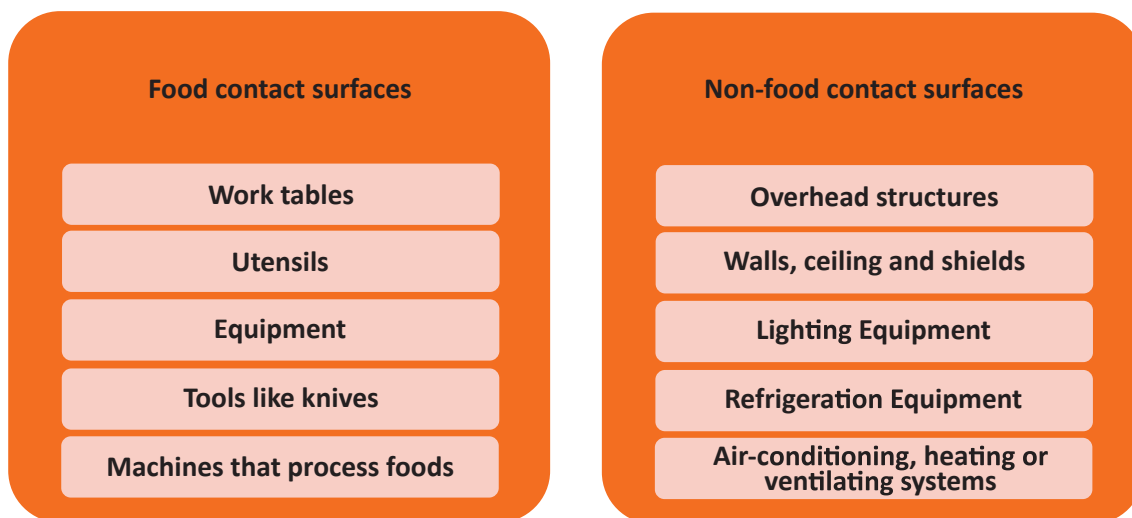 Food contact surfaces
Work tables
Utensils
Equipment
Tools like knives
Machines that process foods
Non-food contact surfaces
Overhead structures
Walls, ceiling and shields
Lighting Equipment
Refrigeration Equipment
Air-conditioning, heating or
ventilating systems